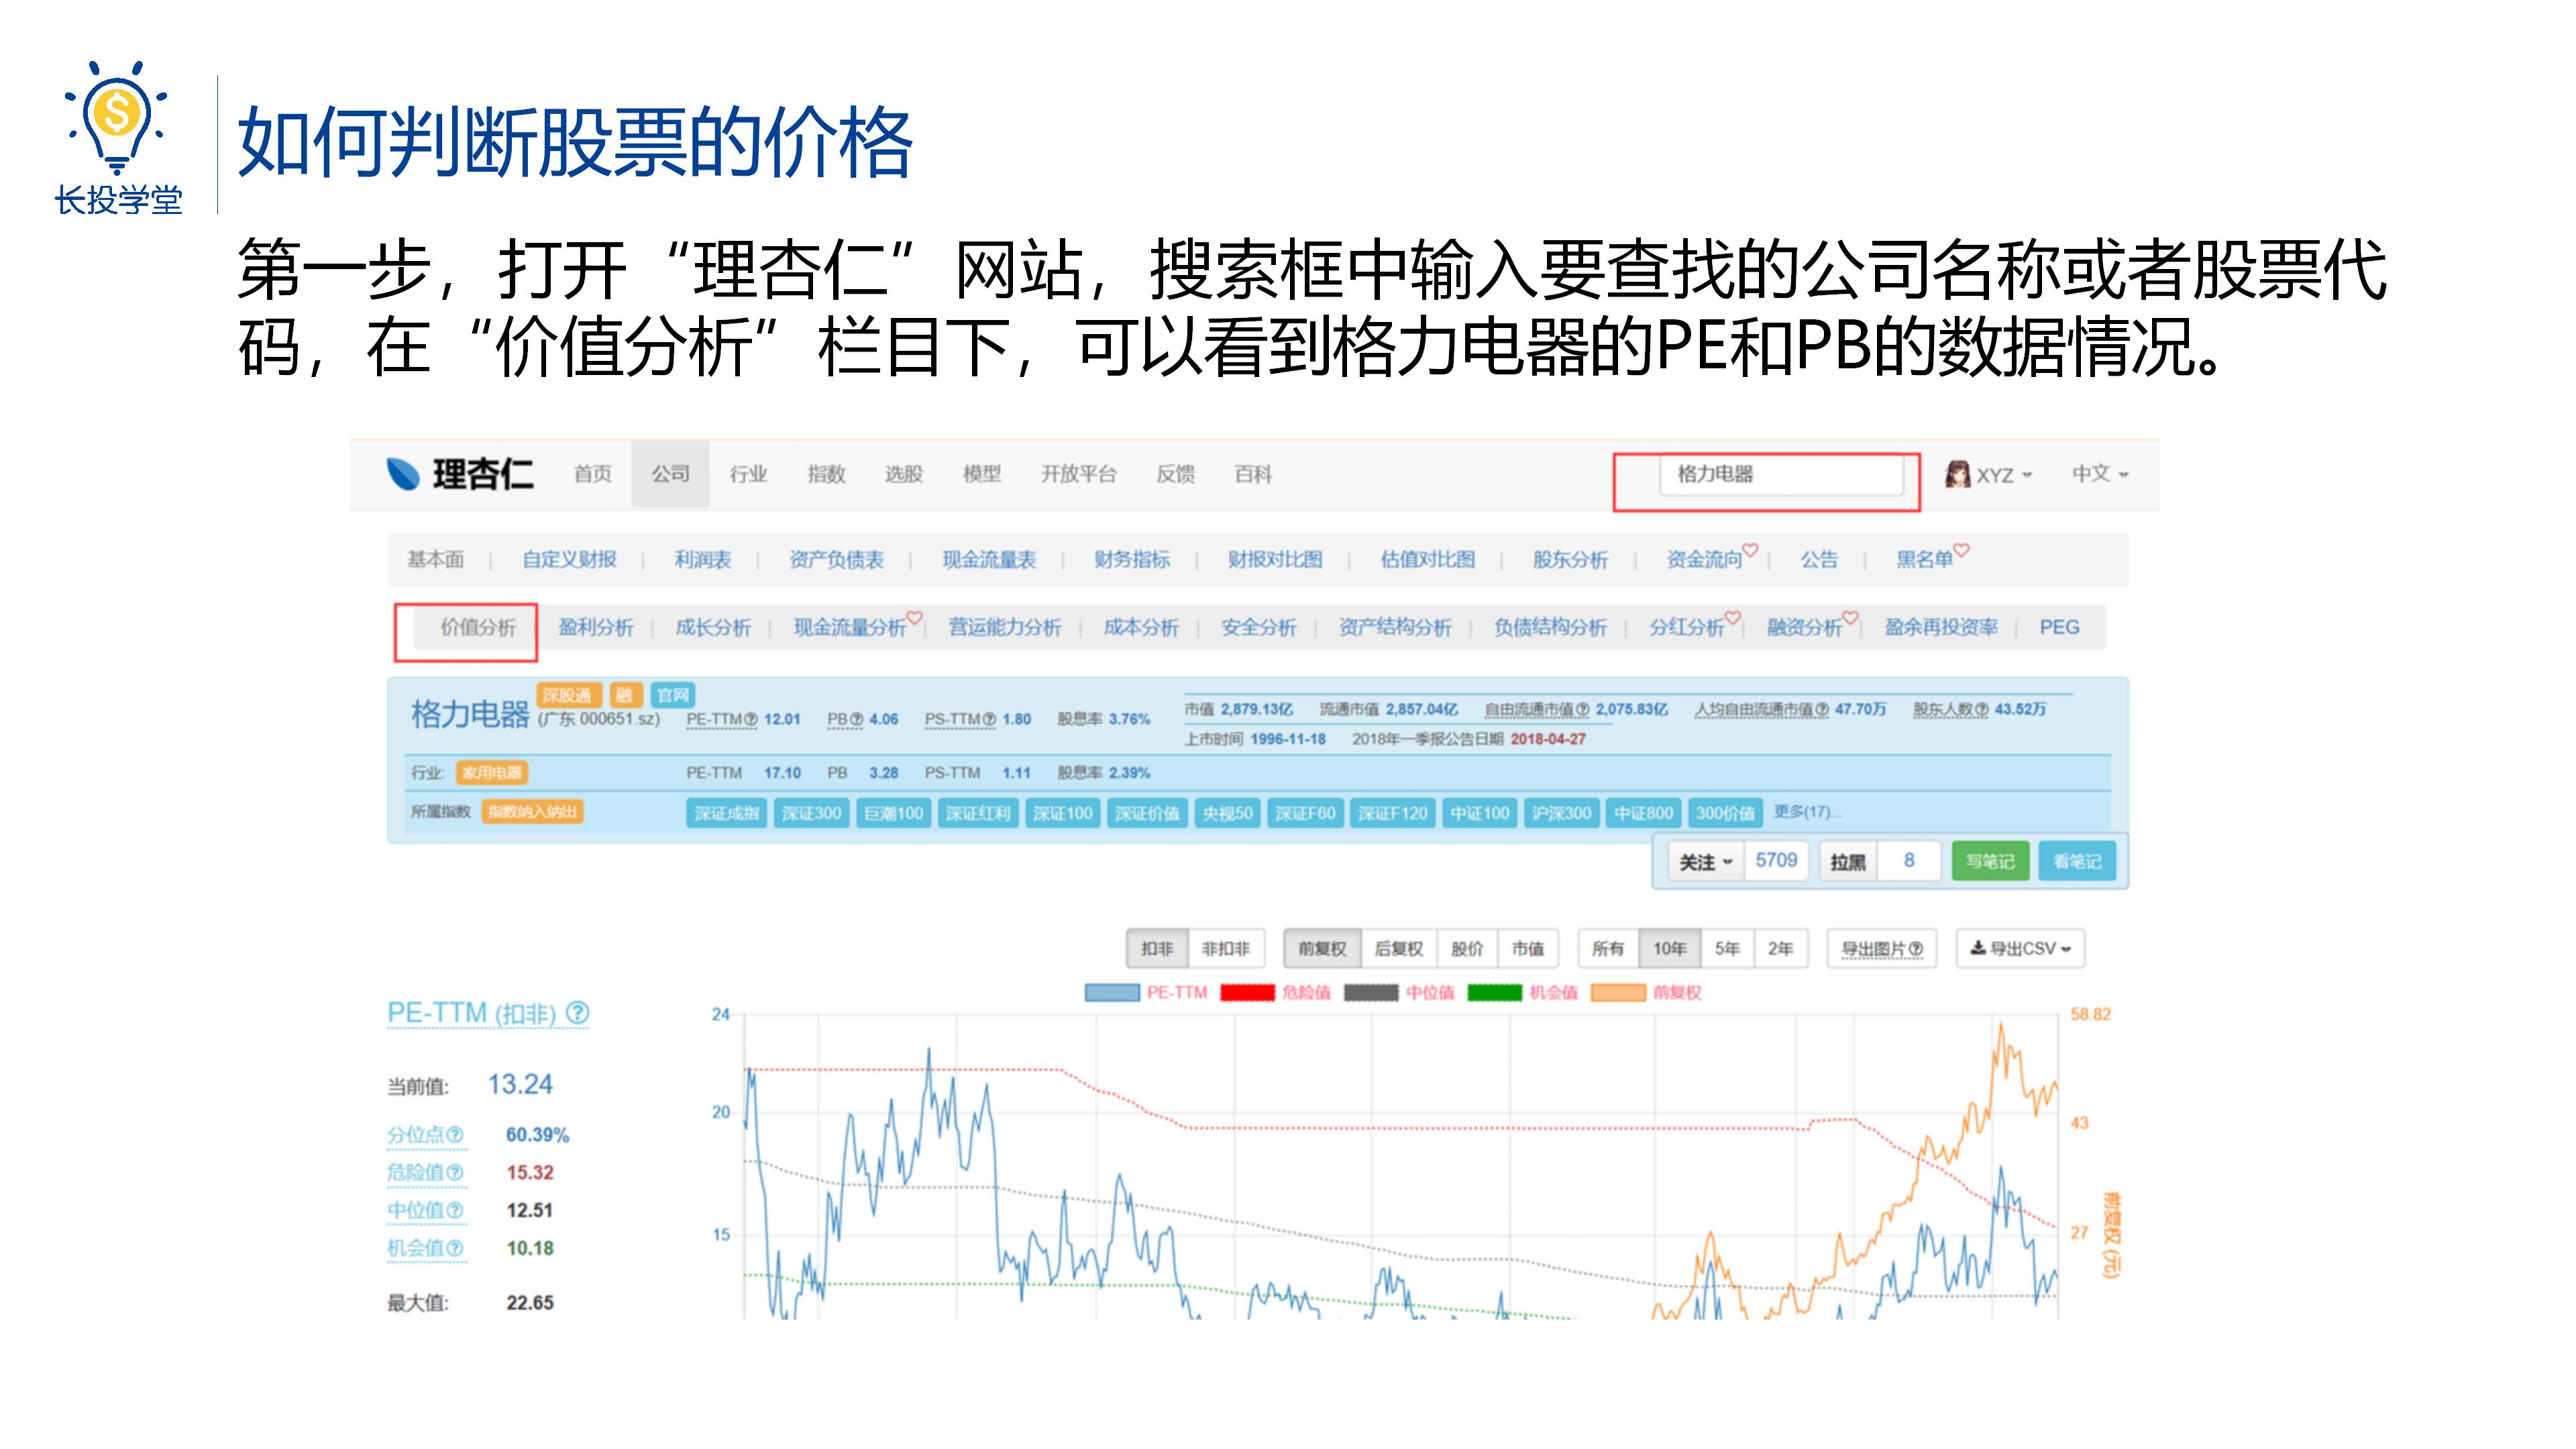 长投学堂
如何判断股票的价格
第一步，打开“理杏仁”网站，搜索框中输入要查找的公司名称或者股票代
码，在“价值分析”栏目下，可以看到格力电器的PE和PB的数据情况。
理杏仁 首页 公司 行业 指数 选股 模型 开放平台 反馈 百科 格力电器 XYZ 中文
基本面 | 自定义财报 | 利润表 | 资产负债表 | 现金流量表 | 财务指标 | 财报对比图 | 估值对比图 | 股东分析 | 资金流向 | 公告 | 黑名单
价值分析 | 盈利分析 | 成长分析 | 现金流量分析 | 营运能力分析 | 成本分析 | 安全分析 | 资产结构分析 | 负债结构分析 | 分红分析 | 融资分析 | 盈余再投资率 | PEG
深股通 融 官网
格力电器 (广东 000651.sz) PE-TTM 12.01 PB 4.06 PS-TTM 1.80 股息率 3.76%
市值 2,879.13亿 流通市值 2,857.04亿 自由流通市值 2,075.83亿 人均自由流通市值 47.70万 股东人数 43.52万
上市时间 1996-11-18 2018年一季报公告日期 2018-04-27
行业: 家用电器 PE-TTM 17.10 PB 3.28 PS-TTM 1.11 股息率 2.39%
所属指数 指数纳入纳出 深证成指 深证300 巨潮100 深证红利 深证100 深证价值 央视50 深证F60 深证F120 中证100 沪深300 中证800 300价值 更多(17)...
关注 5709 拉黑 8 写笔记 看笔记
扣非 非扣非 前复权 后复权 股价 市值 所有 10年 5年 2年 导出图片 导出CSV
PE-TTM 危险值 中位值 机会值 前复权
PE-TTM (扣非)
当前值: 13.24
分位点 60.39%
危险值 15.32
中位值 12.51
机会值 10.18
最大值: 22.65
24
20
15
58.82
43
27
前复权 (元)